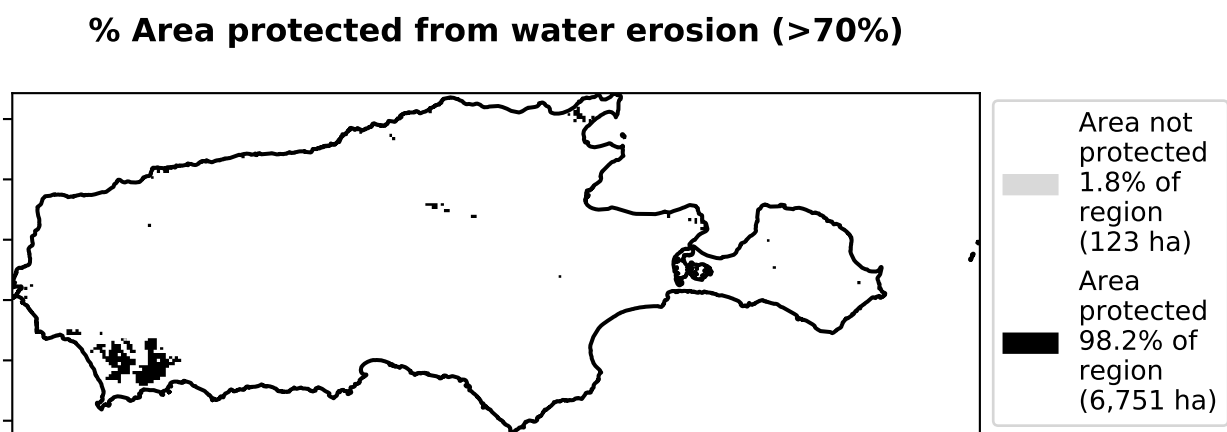 % Area protected from water erosion (>70%)
Area not
protected
1.8% of
region
(123 ha)
Area
protected
98.2% of
region
(6,751 ha)